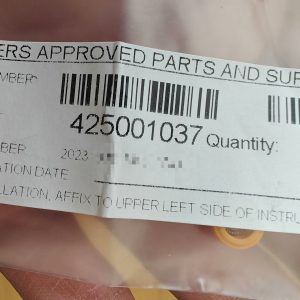 ERS APPROVED PARTS AND SUP
UMBER
425001037 Quantity:
BER 2023
ATION DATE
LLATION, AFFIX TO UPPER LEFT SIDE OF INSTRU